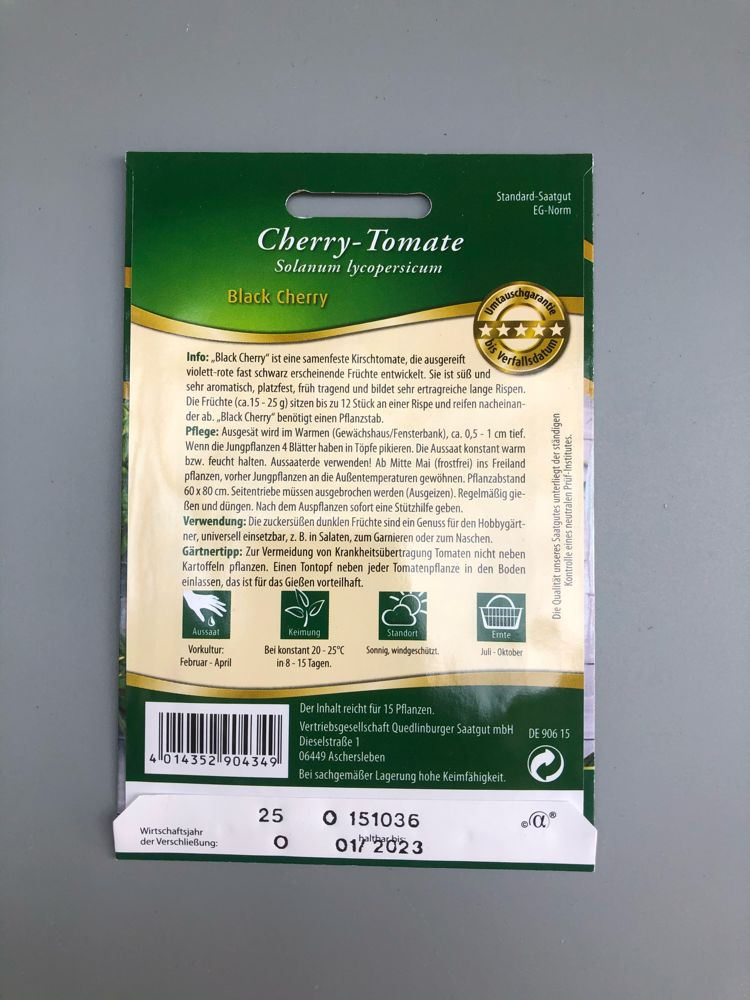 Standard-Saatgut
EG-Norm
Cherry-Tomate
Solanum lycopersicum
Black Cherry
Umtauschgarantie
bis Verfallsdatum
Info: „Black Cherry“ ist eine samenfeste Kirschtomate, die ausgereift
violett-rote fast schwarz erscheinende Früchte entwickelt. Sie ist süß und
sehr aromatisch, platzfest, früh tragend und bildet sehr ertragreiche lange Rispen.
Die Früchte (ca.15 - 25 g) sitzen bis zu 12 Stück an einer Rispe und reifen nacheinan-
der ab. „Black Cherry“ benötigt einen Pflanzstab.
Pflege: Ausgesät wird im Warmen (Gewächshaus/Fensterbank), ca. 0,5 - 1 cm tief.
Wenn die Jungpflanzen 4 Blätter haben in Töpfe pikieren. Die Aussaat konstant warm
bzw. feucht halten. Aussaaterde verwenden! Ab Mitte Mai (frostfrei) ins Freiland
pflanzen, vorher Jungpflanzen an die Außentemperaturen gewöhnen. Pflanzabstand
60 x 80 cm. Seitentriebe müssen ausgebrochen werden (Ausgeizen). Regelmäßig gie-
ßen und düngen. Nach dem Auspflanzen sofort eine Stützhilfe geben.
Verwendung: Die zuckersüßen dunklen Früchte sind ein Genuss für den Hobbygärt-
ner, universell einsetzbar, z. B. in Salaten, zum Garnieren oder zum Naschen.
Gärtnertipp: Zur Vermeidung von Krankheitsübertragung Tomaten nicht neben
Kartoffeln pflanzen. Einen Tontopf neben jeder Tomatenpflanze in den Boden
einlassen, das ist für das Gießen vorteilhaft.
Die Qualität unseres Saatgutes unterliegt der ständigen
Kontrolle eines neutralen Prüf-Institutes.
Aussaat
Keimung
Standort
Ernte
Vorkultur:
Februar - April
Bei konstant 20 - 25°C
in 8 - 15 Tagen.
Sonnig, windgeschützt.
Juli - Oktober
Der Inhalt reicht für 15 Pflanzen.
Vertriebsgesellschaft Quedlinburger Saatgut mbH
Dieselstraße 1
06449 Aschersleben
Bei sachgemäßer Lagerung hohe Keimfähigkeit.
DE 906 15
4 014352 904349
25 O 151036
©α®
Wirtschaftsjahr
der Verschließung:
haltbar bis:
O 01/ 2023